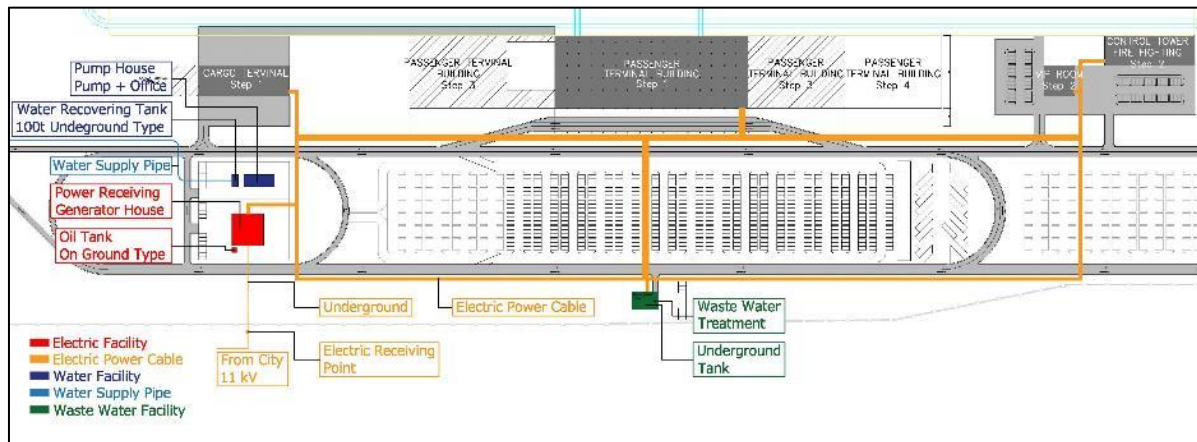 Pump House
Pump + Office
Water Recovering Tank
100t Undeground Type
Water Supply Pipe
Power Receiving
Generator House
Oil Tank
On Ground Type
CARGO TERMINAL
Step 1
PASSENGER TERMINAL
BUILDING
Step 3
PASSENGER
TERMINAL BUILDING
Step 1
PASSENGER
TERMINAL BUILDING
Step 3
PASSENGER
TERMINAL BUILDING
Step 4
VIP ROOM
Step 2
CONTROL TOWER
FIRE FIGHTING
Step 2
Underground
Electric Power Cable
Waste Water
Treatment
Underground
Tank
From City
11 kV
Electric Receiving
Point
Electric Facility
Electric Power Cable
Water Facility
Water Supply Pipe
Waste Water Facility